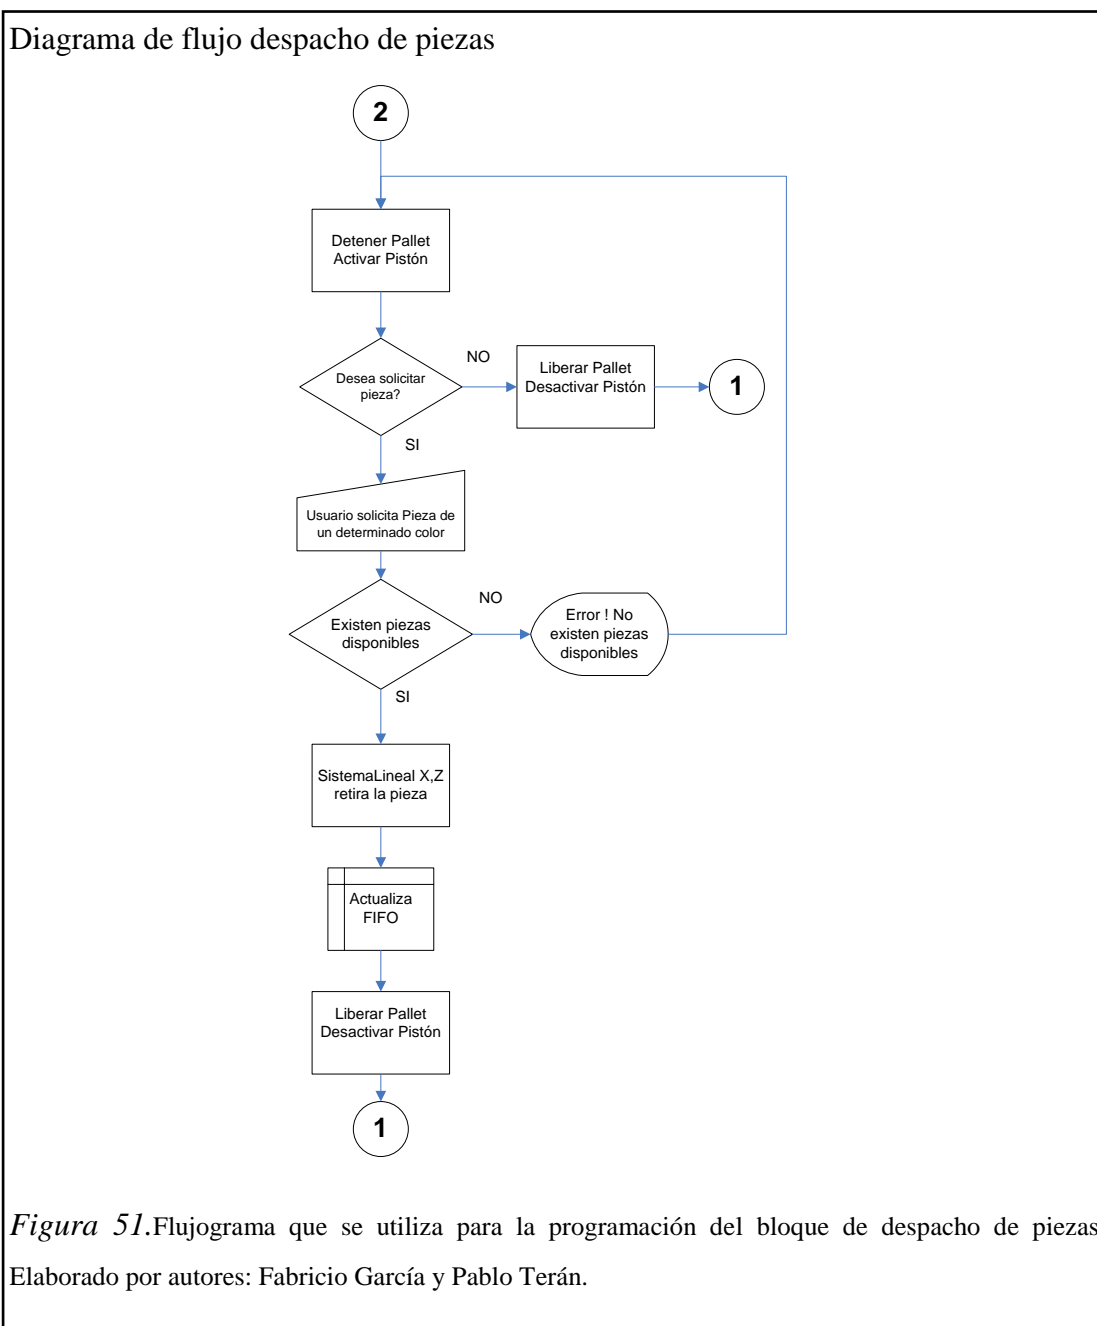 Diagrama de flujo despacho de piezas
2
Detener Pallet
Activar Pistón
Desea solicitar
pieza?
NO
Liberar Pallet
Desactivar Pistón
1
SI
Usuario solicita Pieza de
un determinado color
Existen piezas
disponibles
NO
Error ! No
existen piezas
disponibles
SI
SistemaLineal X,Z
retira la pieza
Actualiza
FIFO
Liberar Pallet
Desactivar Pistón
1
Figura 51.Flujograma que se utiliza para la programación del bloque de despacho de piezas
Elaborado por autores: Fabricio García y Pablo Terán.